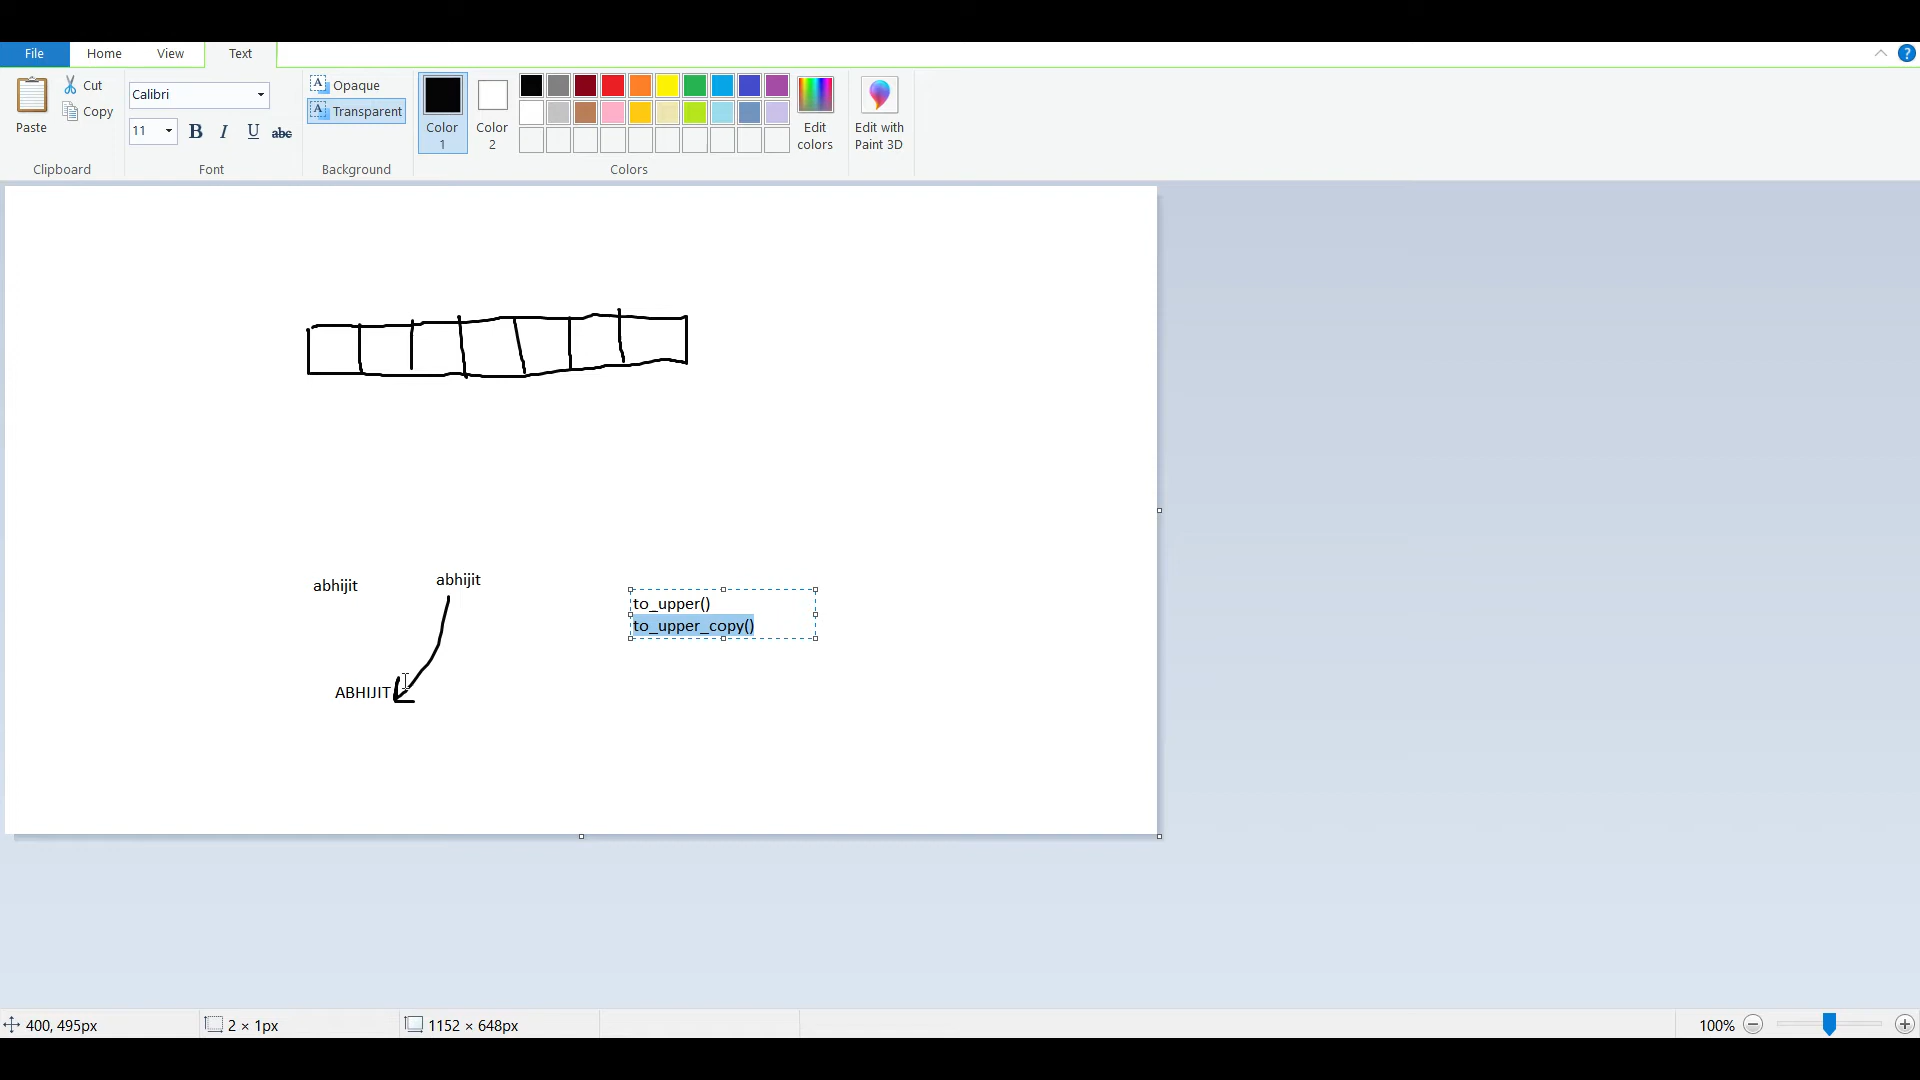 File Home View Text
Paste
Cut
Copy
Clipboard
Calibri
11 B I U abc
Font
A Opaque
A Transparent
Background
Color 1
Color 2
Edit colors
Colors
Edit with Paint 3D
?
abhijit
abhijit
ABHIJIT
to_upper()
to_upper_copy()
400, 495px
2 × 1px
1152 × 648px
100%